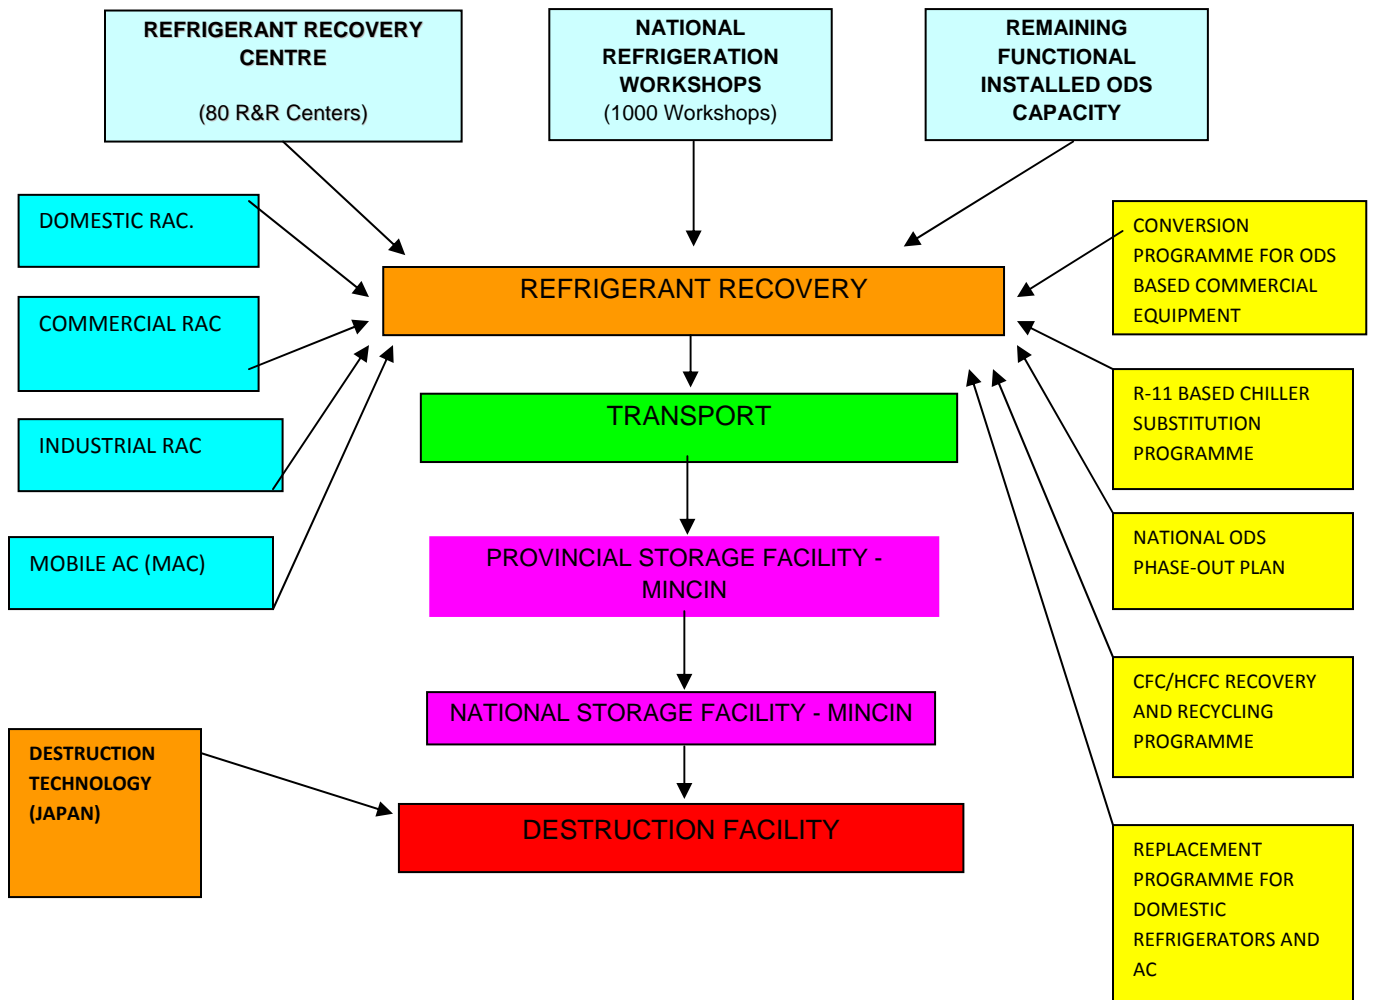 REFRIGERANT RECOVERY
CENTRE
(80 R&R Centers)
NATIONAL
REFRIGERATION
WORKSHOPS
(1000 Workshops)
REMAINING
FUNCTIONAL
INSTALLED ODS
CAPACITY
DOMESTIC RAC.
COMMERCIAL RAC
INDUSTRIAL RAC
MOBILE AC (MAC)
REFRIGERANT RECOVERY
TRANSPORT
PROVINCIAL STORAGE FACILITY -
MINCIN
NATIONAL STORAGE FACILITY - MINCIN
DESTRUCTION
TECHNOLOGY
(JAPAN)
DESTRUCTION FACILITY
CONVERSION
PROGRAMME FOR ODS
BASED COMMERCIAL
EQUIPMENT
R-11 BASED CHILLER
SUBSTITUTION
PROGRAMME
NATIONAL ODS
PHASE-OUT PLAN
CFC/HCFC RECOVERY
AND RECYCLING
PROGRAMME
REPLACEMENT
PROGRAMME FOR
DOMESTIC
REFRIGERATORS AND
AC